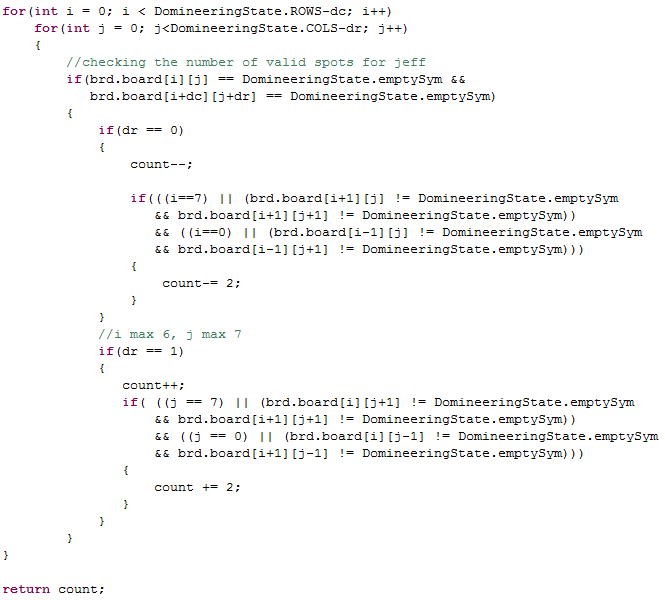 for(int i = 0; i < DomineeringState.ROWS-dc; i++)
    for(int j = 0; j<DomineeringState.COLS-dr; j++)
    {
        //checking the number of valid spots for jeff
        if(brd.board[i][j] == DomineeringState.emptySym &&
           brd.board[i+dc][j+dr] == DomineeringState.emptySym)
        {
            if(dr == 0)
            {
                count--;

                if(((i==7) || (brd.board[i+1][j] != DomineeringState.emptySym
                   && brd.board[i+1][j+1] != DomineeringState.emptySym))
                   && ((i==0) || (brd.board[i-1][j] != DomineeringState.emptySym
                   && brd.board[i-1][j+1] != DomineeringState.emptySym)))
                {
                    count-= 2;
                }
            }
            //i max 6, j max 7
            if(dr == 1)
            {
               count++;
               if( ((j == 7) || (brd.board[i][j+1] != DomineeringState.emptySym
                   && brd.board[i+1][j+1] != DomineeringState.emptySym))
                   && ((j == 0) || (brd.board[i][j-1] != DomineeringState.emptySym
                   && brd.board[i+1][j-1] != DomineeringState.emptySym)))
               {
                   count += 2;
               }
            }
        }
}

return count;